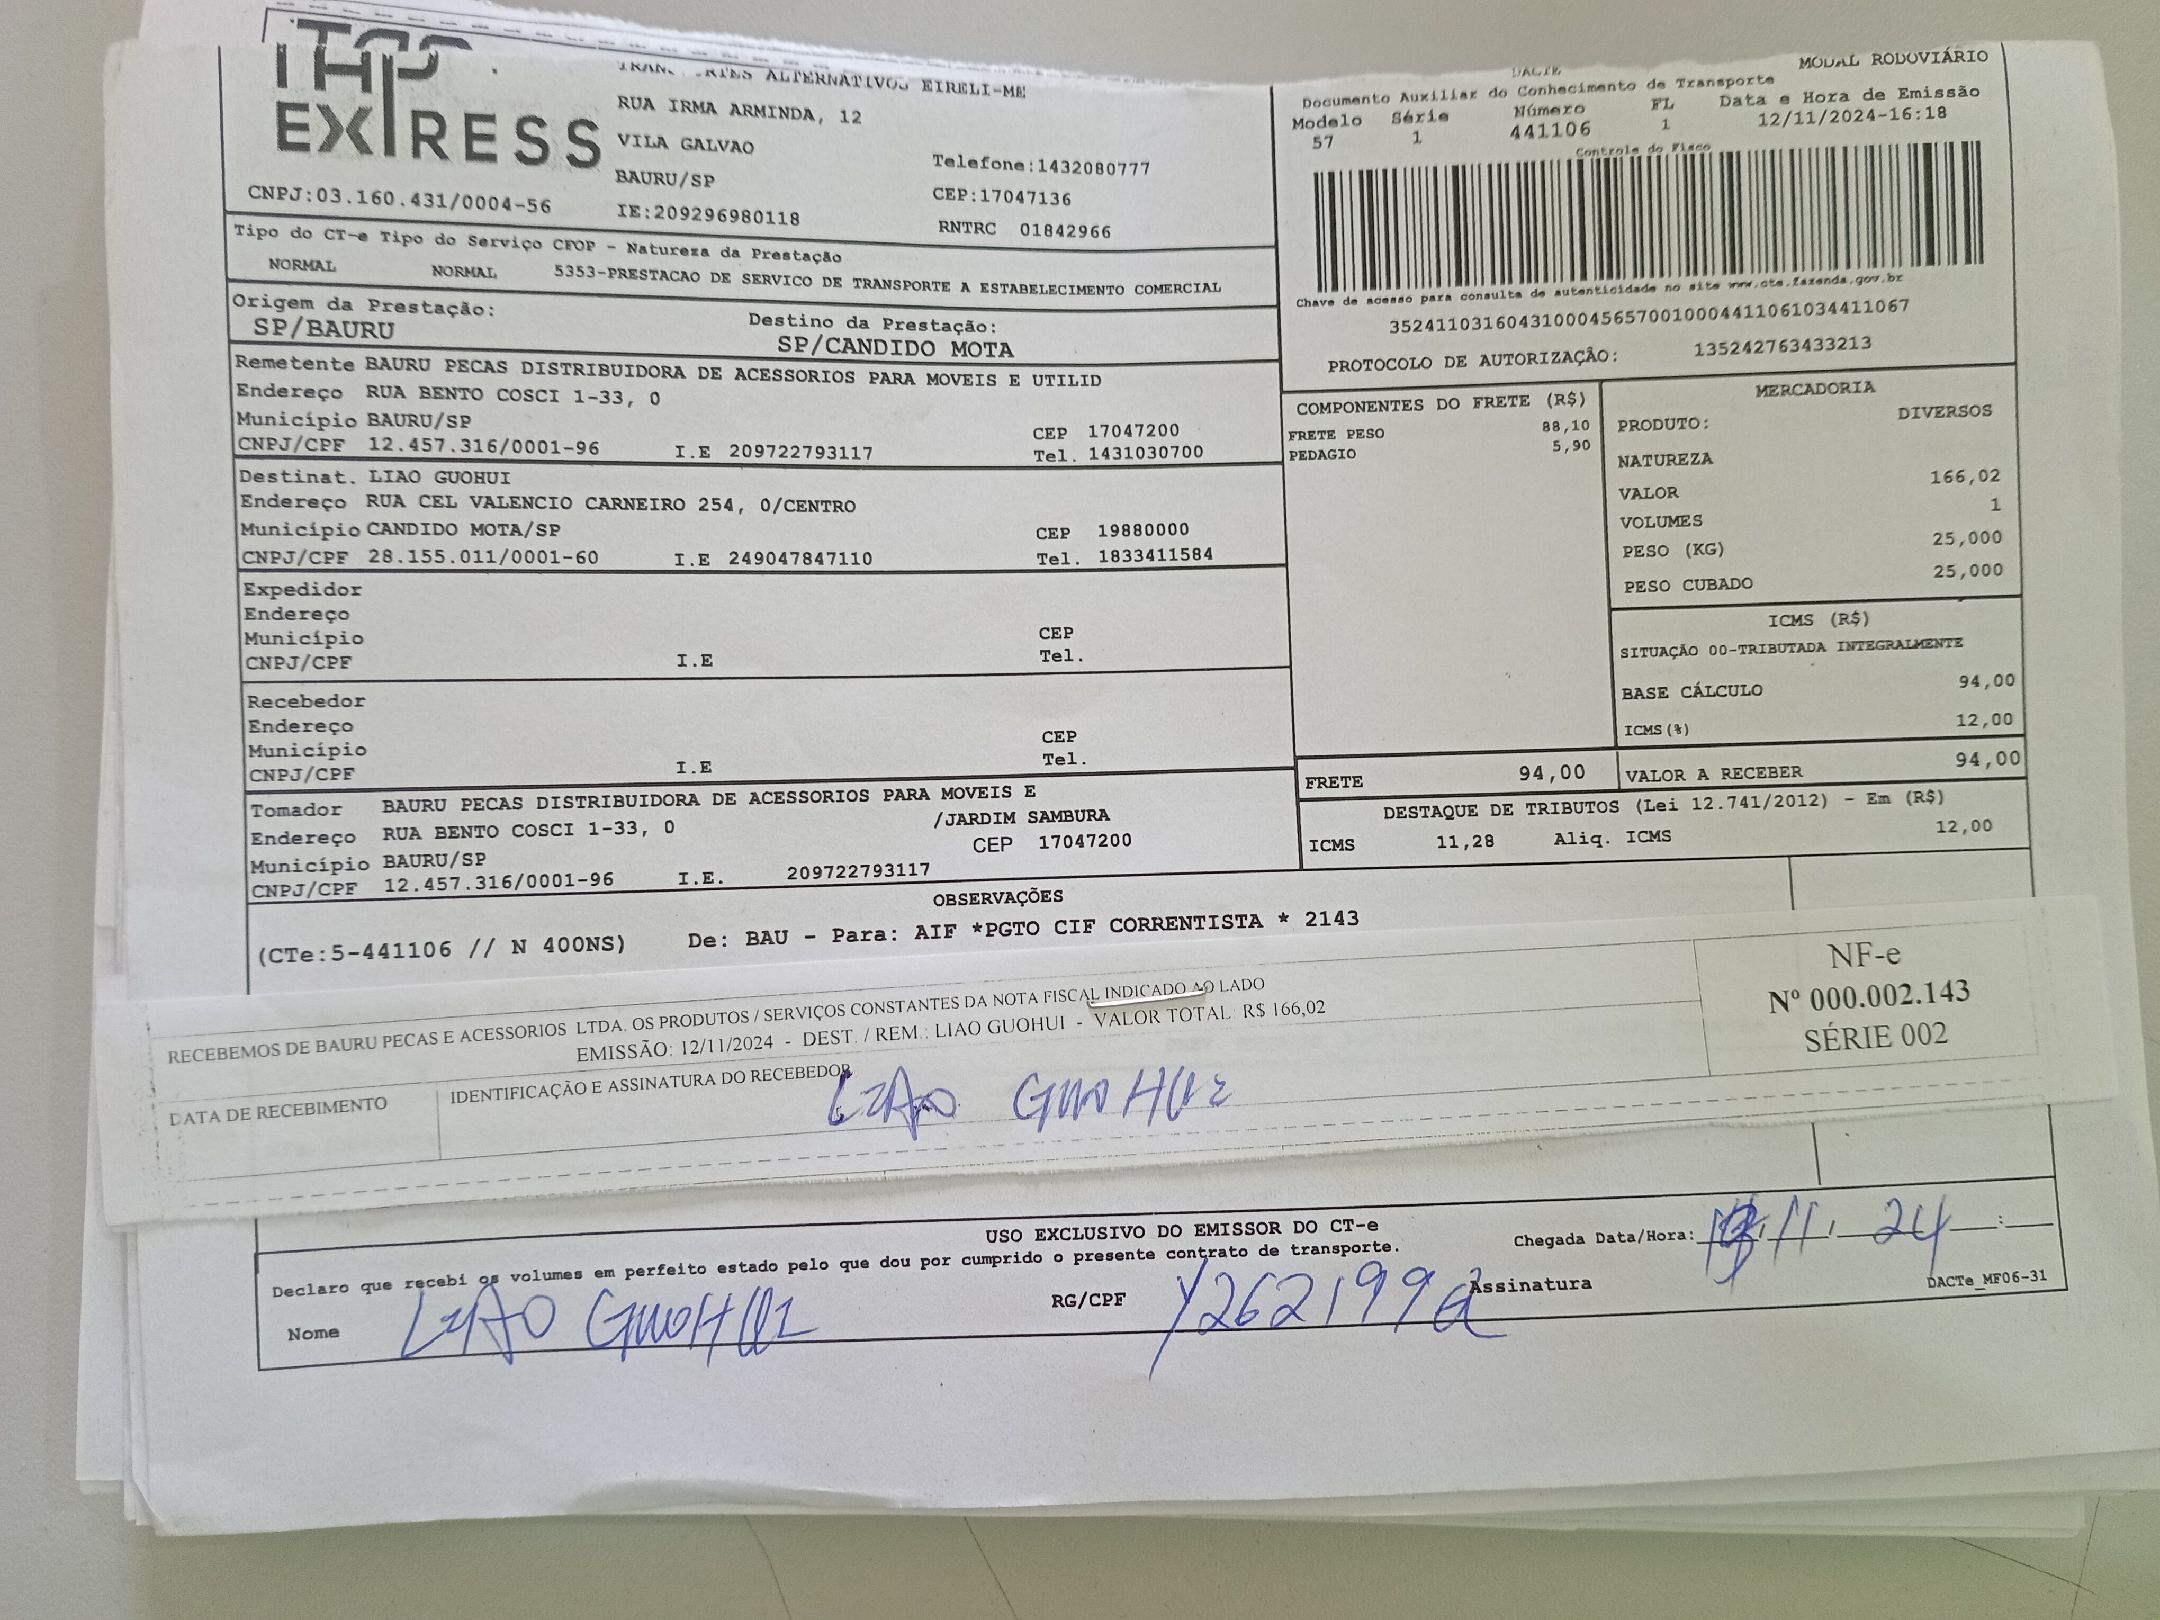 EXPRESS
TRANSPORTES ALTERNATIVOS EIRELI-ME
RUA IRMA ARMINDA, 12
VILA GALVAO
BAURU/SP
IE:209296980118
Telefone:1432080777
CEP:17047136
RNTRC 01842966
CNPJ:03.160.431/0004-56
DACTE
MODAL RODOVIÁRIO
Documento Auxiliar do Conhecimento de Transporte
Modelo Série Número FL Data e Hora de Emissão
57 1 441106 1 12/11/2024-16:18
Controle do Fisco
Chave de acesso para consulta de autenticidade no site www.cte.fazenda.gov.br
35241103160431000456570010004411061034411067
PROTOCOLO DE AUTORIZAÇÃO: 135242763433213
Tipo do CT-e Tipo do Serviço CFOP - Natureza da Prestação
NORMAL NORMAL 5353-PRESTACAO DE SERVICO DE TRANSPORTE A ESTABELECIMENTO COMERCIAL
Origem da Prestação: Destino da Prestação:
SP/BAURU SP/CANDIDO MOTA
Remetente BAURU PECAS DISTRIBUIDORA DE ACESSORIOS PARA MOVEIS E UTILID
Endereço RUA BENTO COSCI 1-33, 0
Município BAURU/SP CEP 17047200
CNPJ/CPF 12.457.316/0001-96 I.E 209722793117 Tel. 1431030700
Destinat. LIAO GUOHUI
Endereço RUA CEL VALENCIO CARNEIRO 254, 0/CENTRO
Município CANDIDO MOTA/SP CEP 19880000
CNPJ/CPF 28.155.011/0001-60 I.E 249047847110 Tel. 1833411584
Expedidor
Endereço
Município CEP
CNPJ/CPF I.E Tel.
Recebedor
Endereço
Município CEP
CNPJ/CPF I.E Tel.
Tomador BAURU PECAS DISTRIBUIDORA DE ACESSORIOS PARA MOVEIS E
Endereço RUA BENTO COSCI 1-33, 0 /JARDIM SAMBURA
Município BAURU/SP CEP 17047200
CNPJ/CPF 12.457.316/0001-96 I.E. 209722793117
COMPONENTES DO FRETE (R$)
FRETE PESO 88,10
PEDAGIO 5,90
MERCADORIA
PRODUTO: DIVERSOS
NATUREZA
VALOR 166,02
VOLUMES 1
PESO (KG) 25,000
PESO CUBADO 25,000
ICMS (R$)
SITUAÇÃO 00-TRIBUTADA INTEGRALMENTE
BASE CÁLCULO 94,00
ICMS(%) 12,00
FRETE 94,00 VALOR A RECEBER 94,00
DESTAQUE DE TRIBUTOS (Lei 12.741/2012) - Em (R$)
ICMS 11,28 Aliq. ICMS 12,00
OBSERVAÇÕES
(CTe:5-441106 // N 400NS) De: BAU - Para: AIF *PGTO CIF CORRENTISTA * 2143
RECEBEMOS DE BAURU PECAS E ACESSORIOS LTDA. OS PRODUTOS / SERVIÇOS CONSTANTES DA NOTA FISCAL INDICADO AO LADO
EMISSÃO: 12/11/2024 - DEST. / REM.: LIAO GUOHUI - VALOR TOTAL: R$ 166,02
DATA DE RECEBIMENTO
IDENTIFICAÇÃO E ASSINATURA DO RECEBEDOR
LIAO GUOHUI
NF-e
Nº 000.002.143
SÉRIE 002
USO EXCLUSIVO DO EMISSOR DO CT-e
Declaro que recebi os volumes em perfeito estado pelo que dou por cumprido o presente contrato de transporte.
Chegada Data/Hora: 11, 24 :
Nome LIAO GUOHUI RG/CPF Assinatura
DACTe_MF06-31